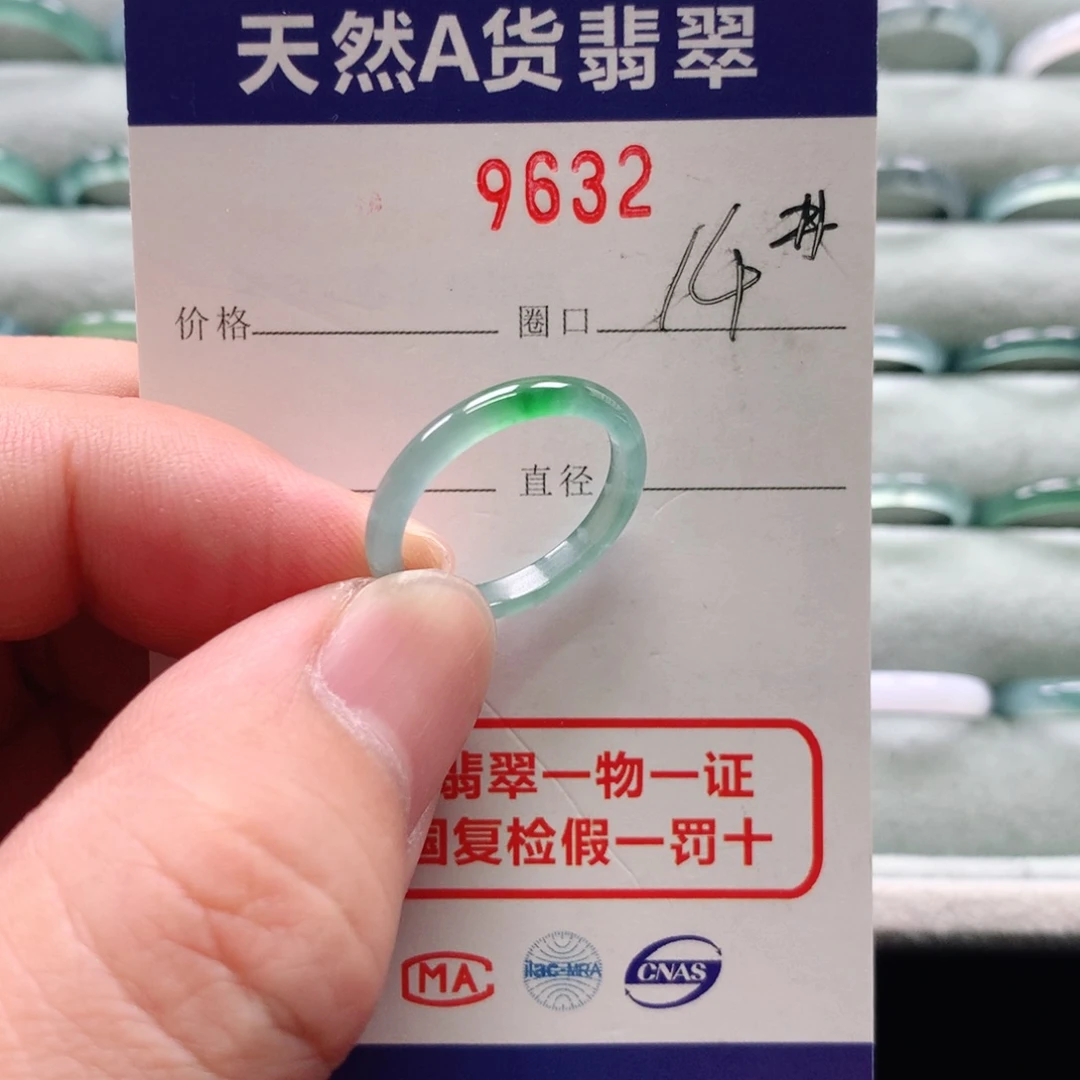 天然A货翡翠
9632
价格 圈口 14#
直径
翡翠一物一证
国复检假一罚十
MA
ilac-MRA
CNAS